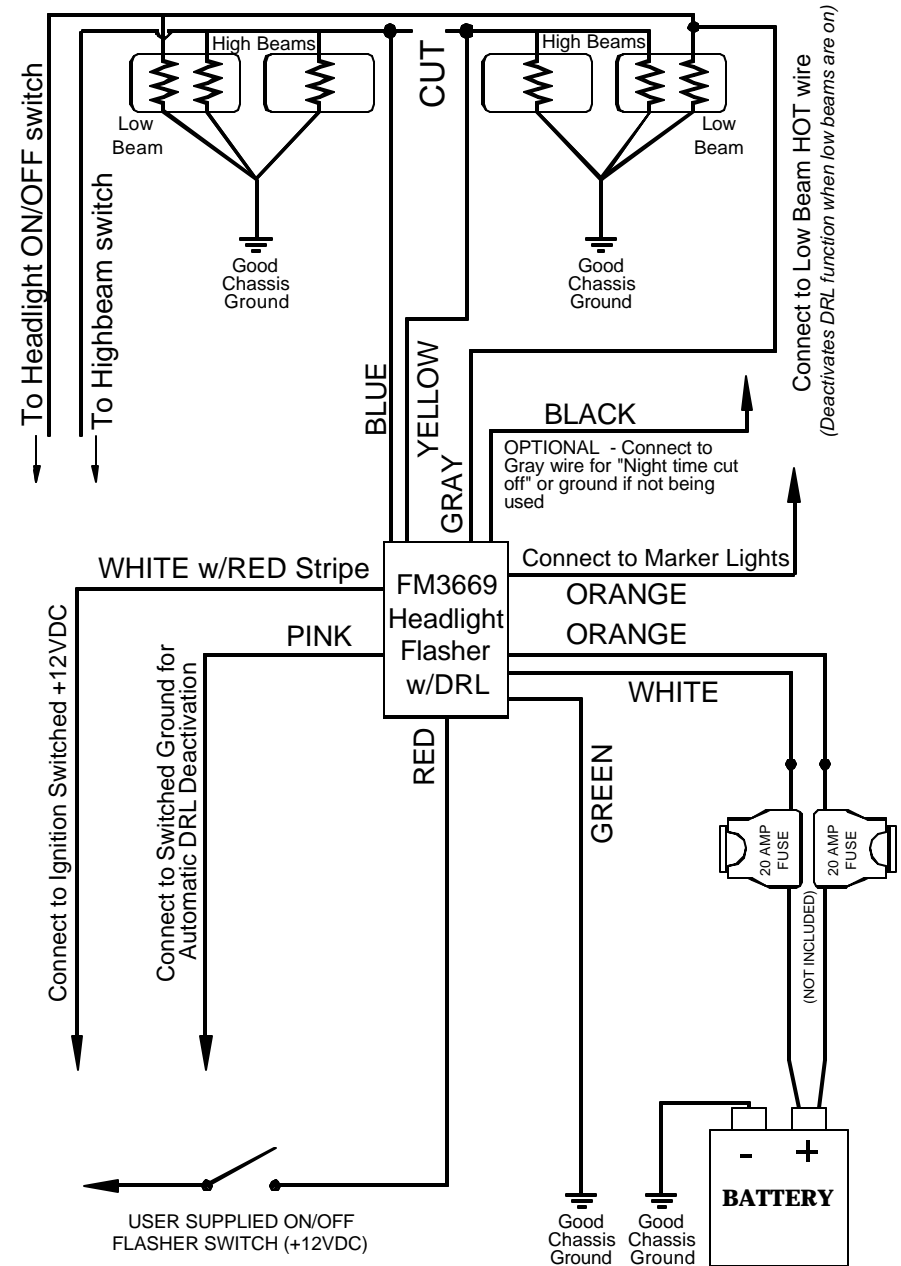 High Beams
CUT
High Beams
Low
Beam
Low
Beam
To Headlight ON/OFF switch
To Highbeam switch
Good
Chassis
Ground
Good
Chassis
Ground
Connect to Low Beam HOT wire
(Deactivates DRL function when low beams are on)
BLUE
YELLOW
GRAY
BLACK
OPTIONAL - Connect to
Gray wire for "Night time cut
off" or ground if not being
used
WHITE w/RED Stripe
FM3669
Headlight
Flasher
w/DRL
Connect to Marker Lights
ORANGE
PINK
ORANGE
WHITE
Connect to Ignition Switched +12VDC
Connect to Switched Ground for
Automatic DRL Deactivation
RED
GREEN
20 AMP
FUSE
20 AMP
FUSE
(NOT INCLUDED)
- +
BATTERY
USER SUPPLIED ON/OFF
FLASHER SWITCH (+12VDC)
Good
Chassis
Ground
Good
Chassis
Ground